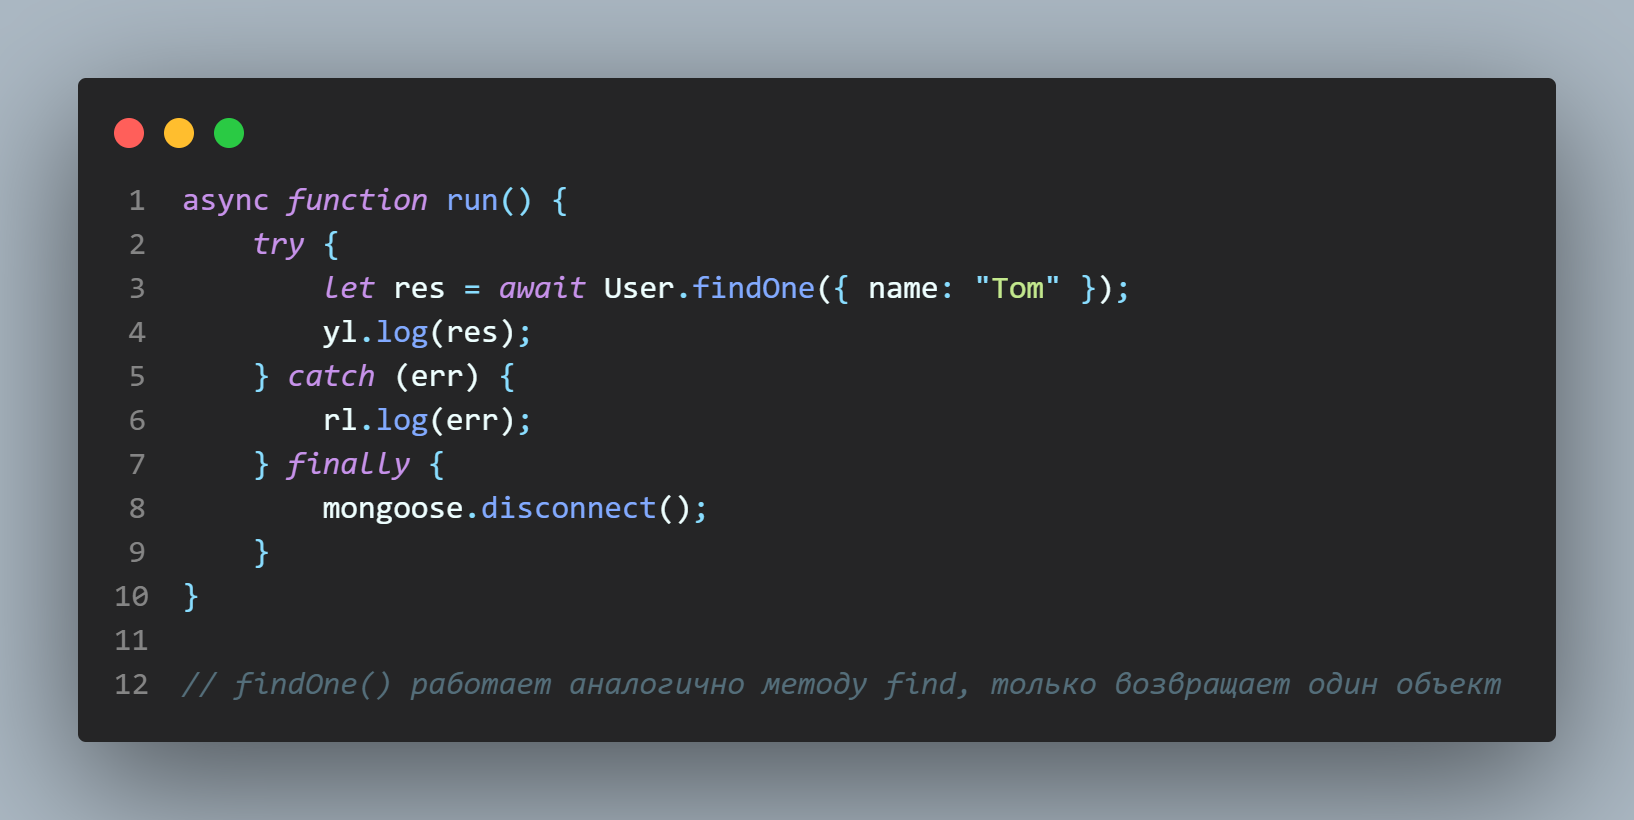 1 async function run() {
2 try {
3 let res = await User.findOne({ name: "Tom" });
4 yl.log(res);
5 } catch (err) {
6 rl.log(err);
7 } finally {
8 mongoose.disconnect();
9 }
10 }
11
12 // findOne() работает аналогично методу find, только возвращает один объект